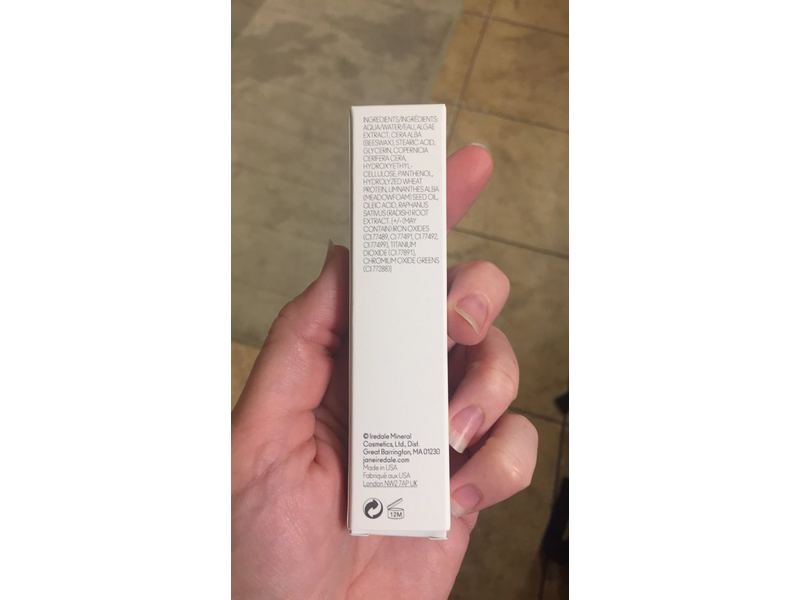 INGREDIENTS/INGRÉDIENTS:
AQUA/WATER/EAU, ALGAE
EXTRACT, CERA ALBA
(BEESWAX), STEARIC ACID,
GLYCERIN, COPERNICIA
CERIFERA CERA,
HYDROXYETHYL-
CELLULOSE, PANTHENOL,
HYDROLYZED WHEAT
PROTEIN, LIMNANTHES ALBA
(MEADOWFOAM) SEED OIL,
OLEIC ACID, RAPHANUS
SATIVUS (RADISH) ROOT
EXTRACT. [+/- (MAY
CONTAIN) IRON OXIDES
(CI 77489, CI 77491, CI 77492,
CI 77499), TITANIUM
DIOXIDE (CI 77891),
CHROMIUM OXIDE GREENS
(CI 77288)]
© Iredale Mineral
Cosmetics, Ltd., Dist.
Great Barrington, MA 01230
janeiredale.com
Made in USA
Fabriqué aux USA
London NW2 7AP UK
12M